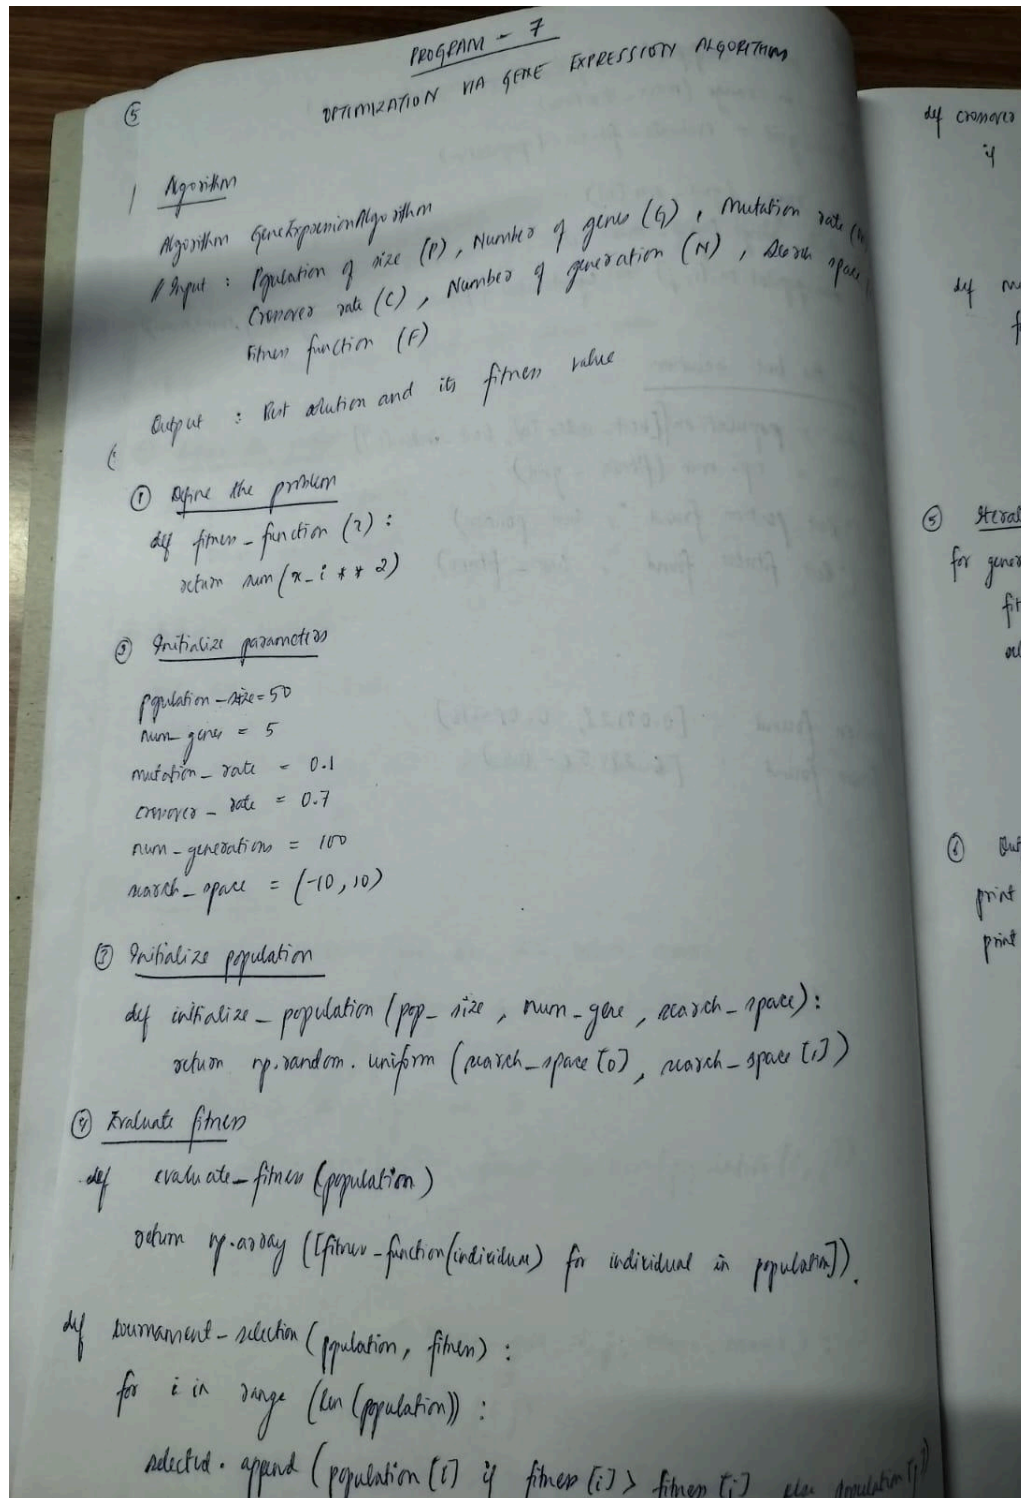 PROGRAM - 7
OPTIMIZATION VIA GENE EXPRESSION ALGORITHM
5
Algorithm
Algorithm GeneExpressionAlgorithm
Input : Population of size (P), Number of genes (G), Mutation rate
Crossover rate (C), Number of generation (N), Search space
Fitness function (F)
Output : Best solution and its fitness value
① Define the problem
def fitness_function (x) :
return sum (x_i ** 2)
② Initialize parameters
population_size = 50
num_genes = 5
mutation_rate = 0.1
crossover_rate = 0.7
num_generations = 100
search_space = (-10, 10)
③ Initialize population
def initialize_population (pop_size, num_gene, search_space) :
return np.random.uniform (search_space [0], search_space [1])
④ Evaluate fitness
def evaluate_fitness (population)
return np.array ([fitness_function(individual) for individual in population]).
def tournament_selection (population, fitness) :
for i in range (len (population)) :
selected.append (population [i] if fitness [i] > fitness [j] else population [j])
def crossover
if
def
⑤
for
⑥
print
print